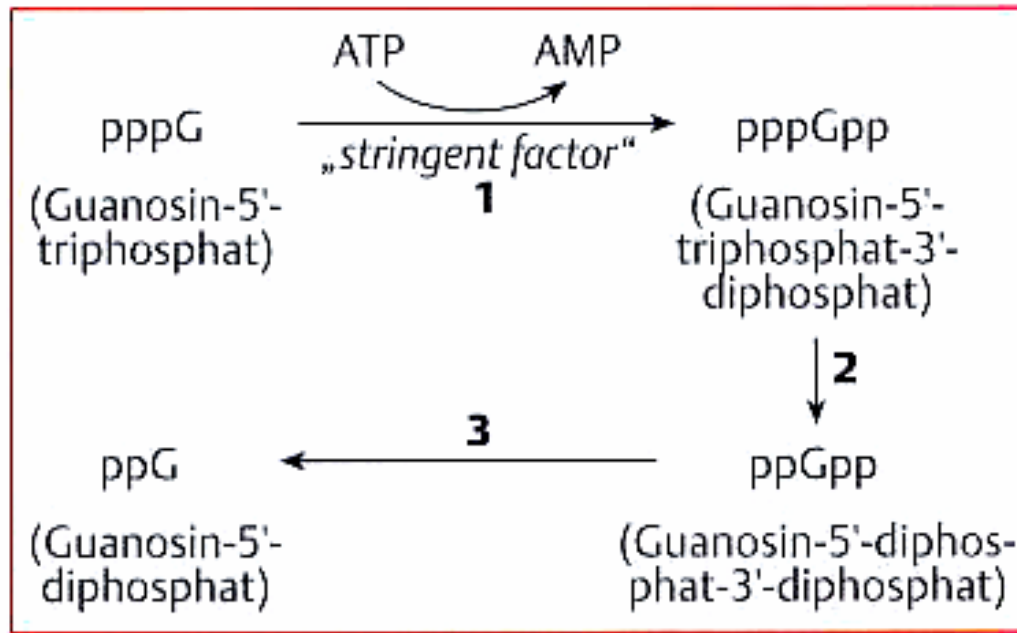 ATP AMP
pppG pppGpp
„stringent factor“
1
(Guanosin-5'-
triphosphat)
(Guanosin-5'-
triphosphat-3'-
diphosphat)
2
3
ppG ppGpp
(Guanosin-5'-
diphosphat)
(Guanosin-5'-diphos-
phat-3'-diphosphat)